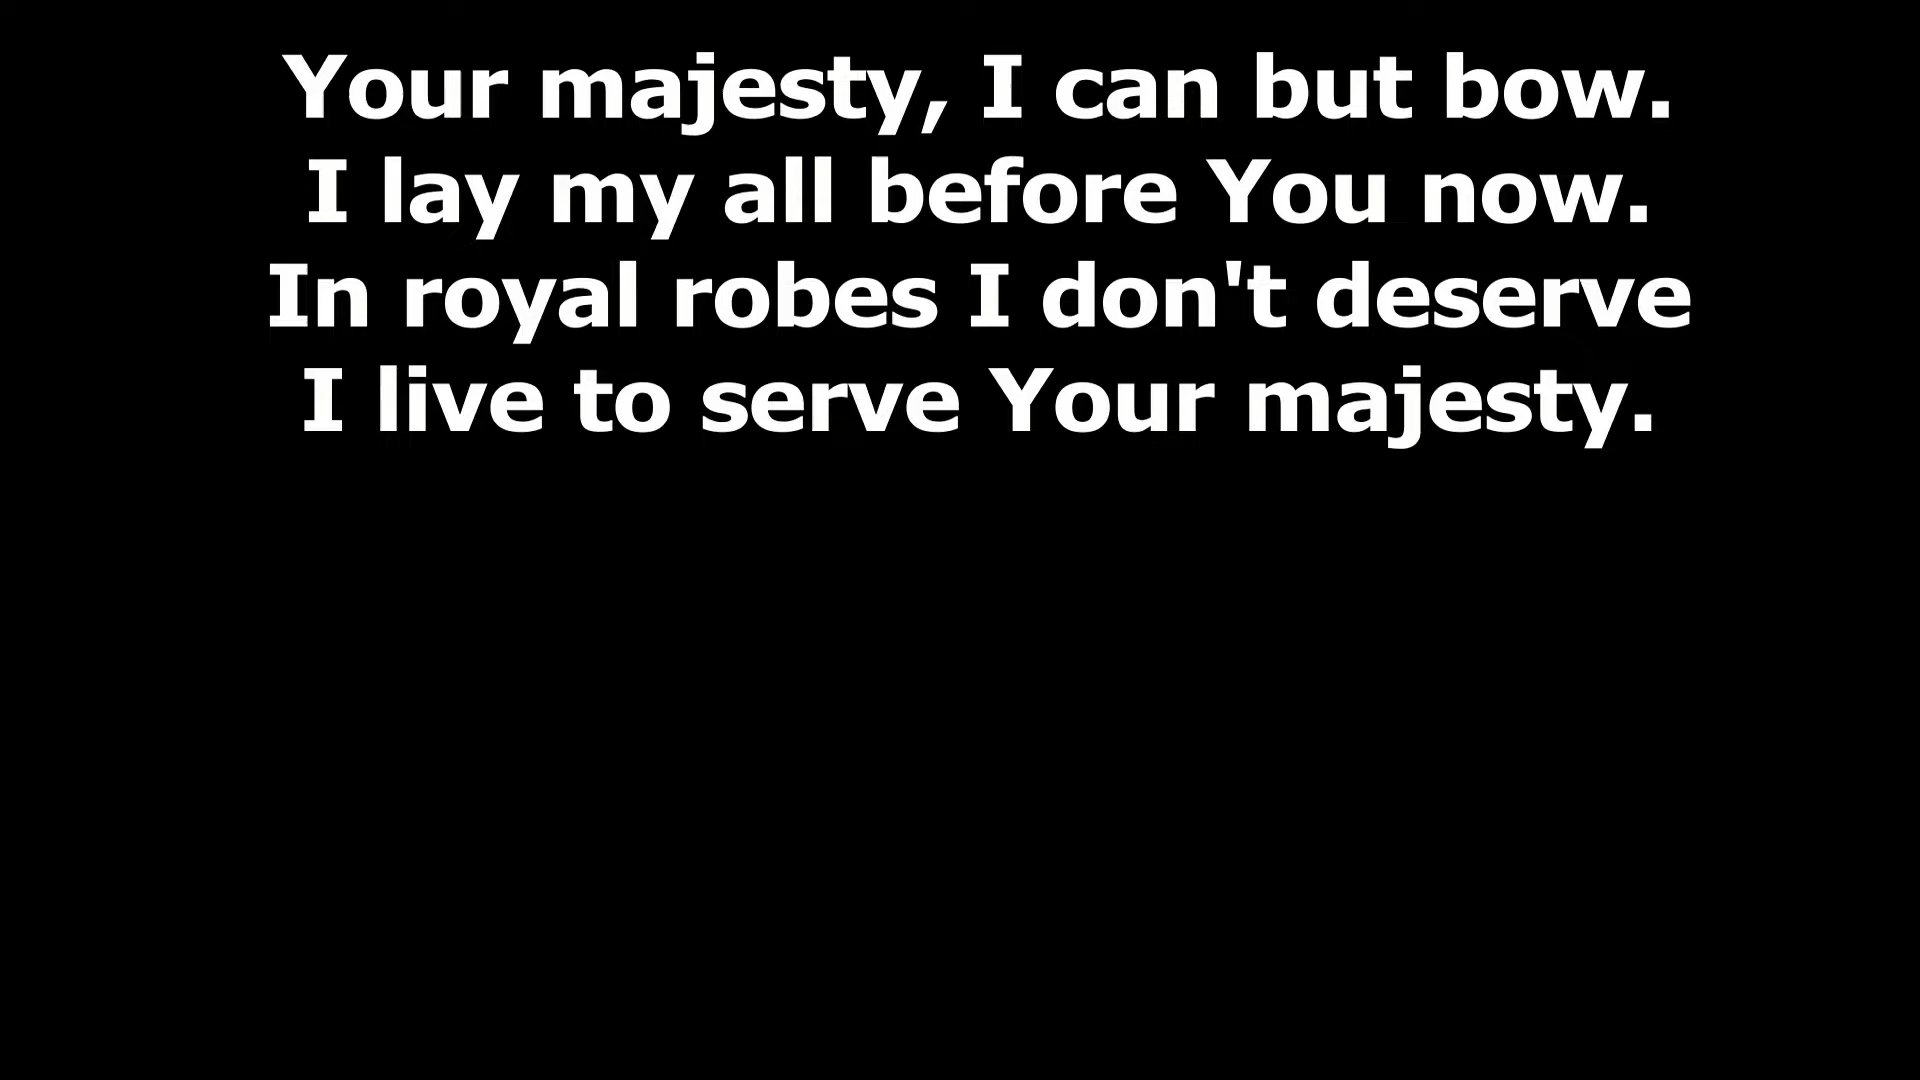 Your majesty, I can but bow.
I lay my all before You now.
In royal robes I don't deserve
I live to serve Your majesty.